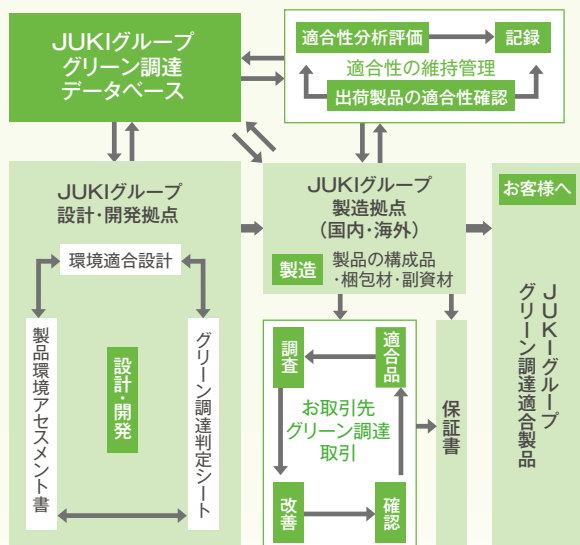 JUKIグループ
グリーン調達
データベース
適合性分析評価
記録
適合性の維持管理
出荷製品の適合性確認
JUKIグループ
設計・開発拠点
環境適合設計
製品環境アセスメント書
設計・開発
グリーン調達判定シート
JUKIグループ
製造拠点
(国内・海外)
製造
製品の構成品
・梱包材・副資材
調査
適合品
お取引先
グリーン調達
取引
改善
確認
保証書
お客様へ
JUKIグループ
グリーン調達適合製品